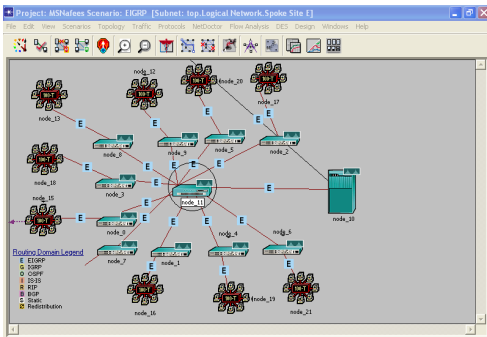 Project: MSNafees Scenario: EIGRP [Subnet: top.Logical Network.Spoke Site E]
File Edit View Scenarios Topology Traffic Protocols NetDoctor Flow Analysis DES Design Windows Help
node_12
node_20
node_17
node_13
E
E
E
E
node_8
node_9
node_5
node_2
E
E
E
E
node_18
node_3
node_15
node_11
E
node_10
E
E
node_0
E
E
node_4
node_6
Routing Domain Legend
E EIGRP
G IGRP
O OSPF
I IS-IS
R RIP
B BGP
S Static
Redistribution
node_7
node_1
E
E
E
node_16
node_19
node_21